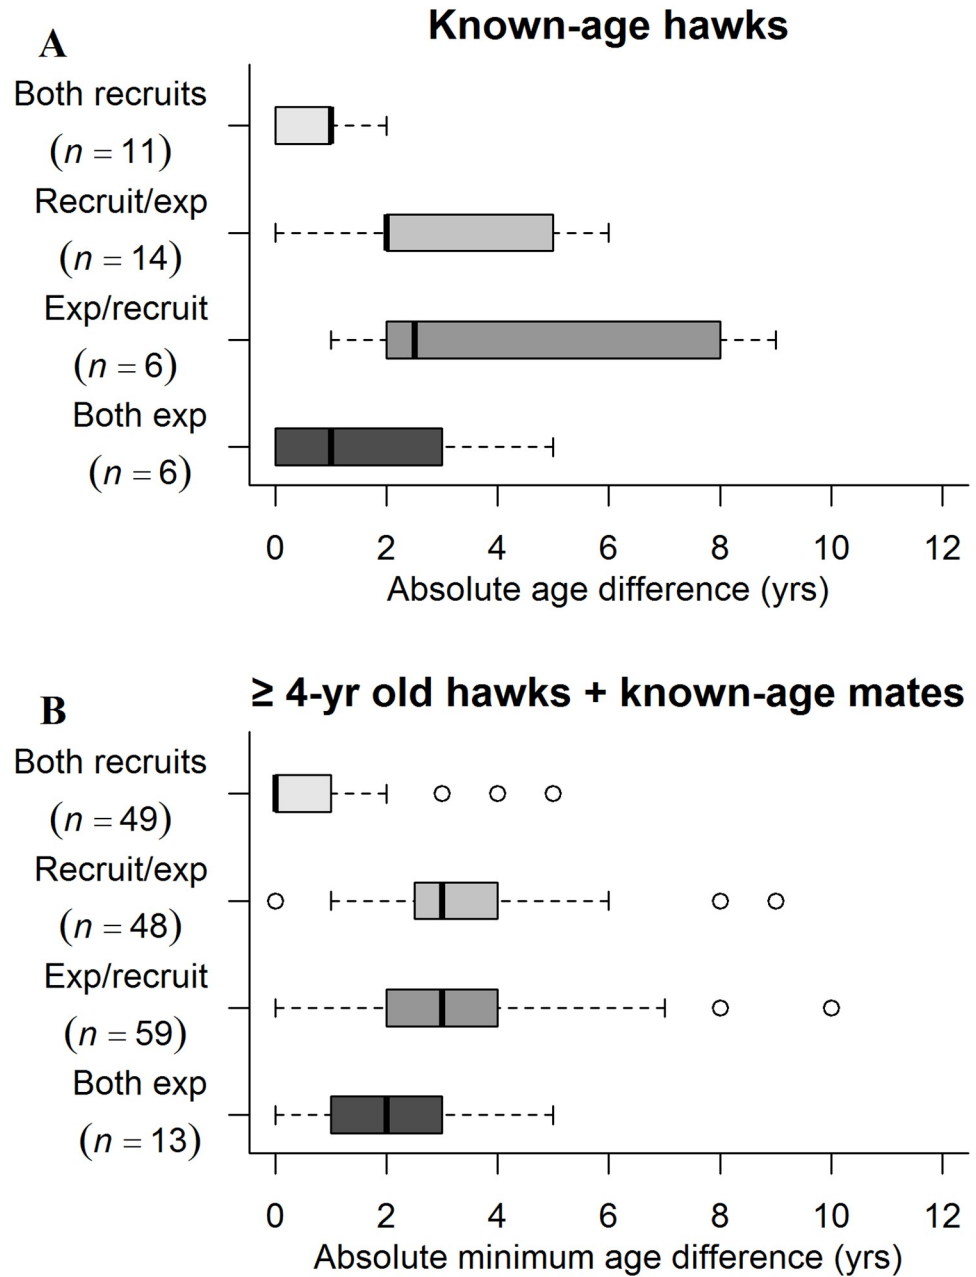 A
Known-age hawks
Both recruits
(n = 11)
Recruit/exp
(n = 14)
Exp/recruit
(n = 6)
Both exp
(n = 6)
0 2 4 6 8 10 12
Absolute age difference (yrs)
B
≥ 4-yr old hawks + known-age mates
Both recruits
(n = 49)
Recruit/exp
(n = 48)
Exp/recruit
(n = 59)
Both exp
(n = 13)
0 2 4 6 8 10 12
Absolute minimum age difference (yrs)